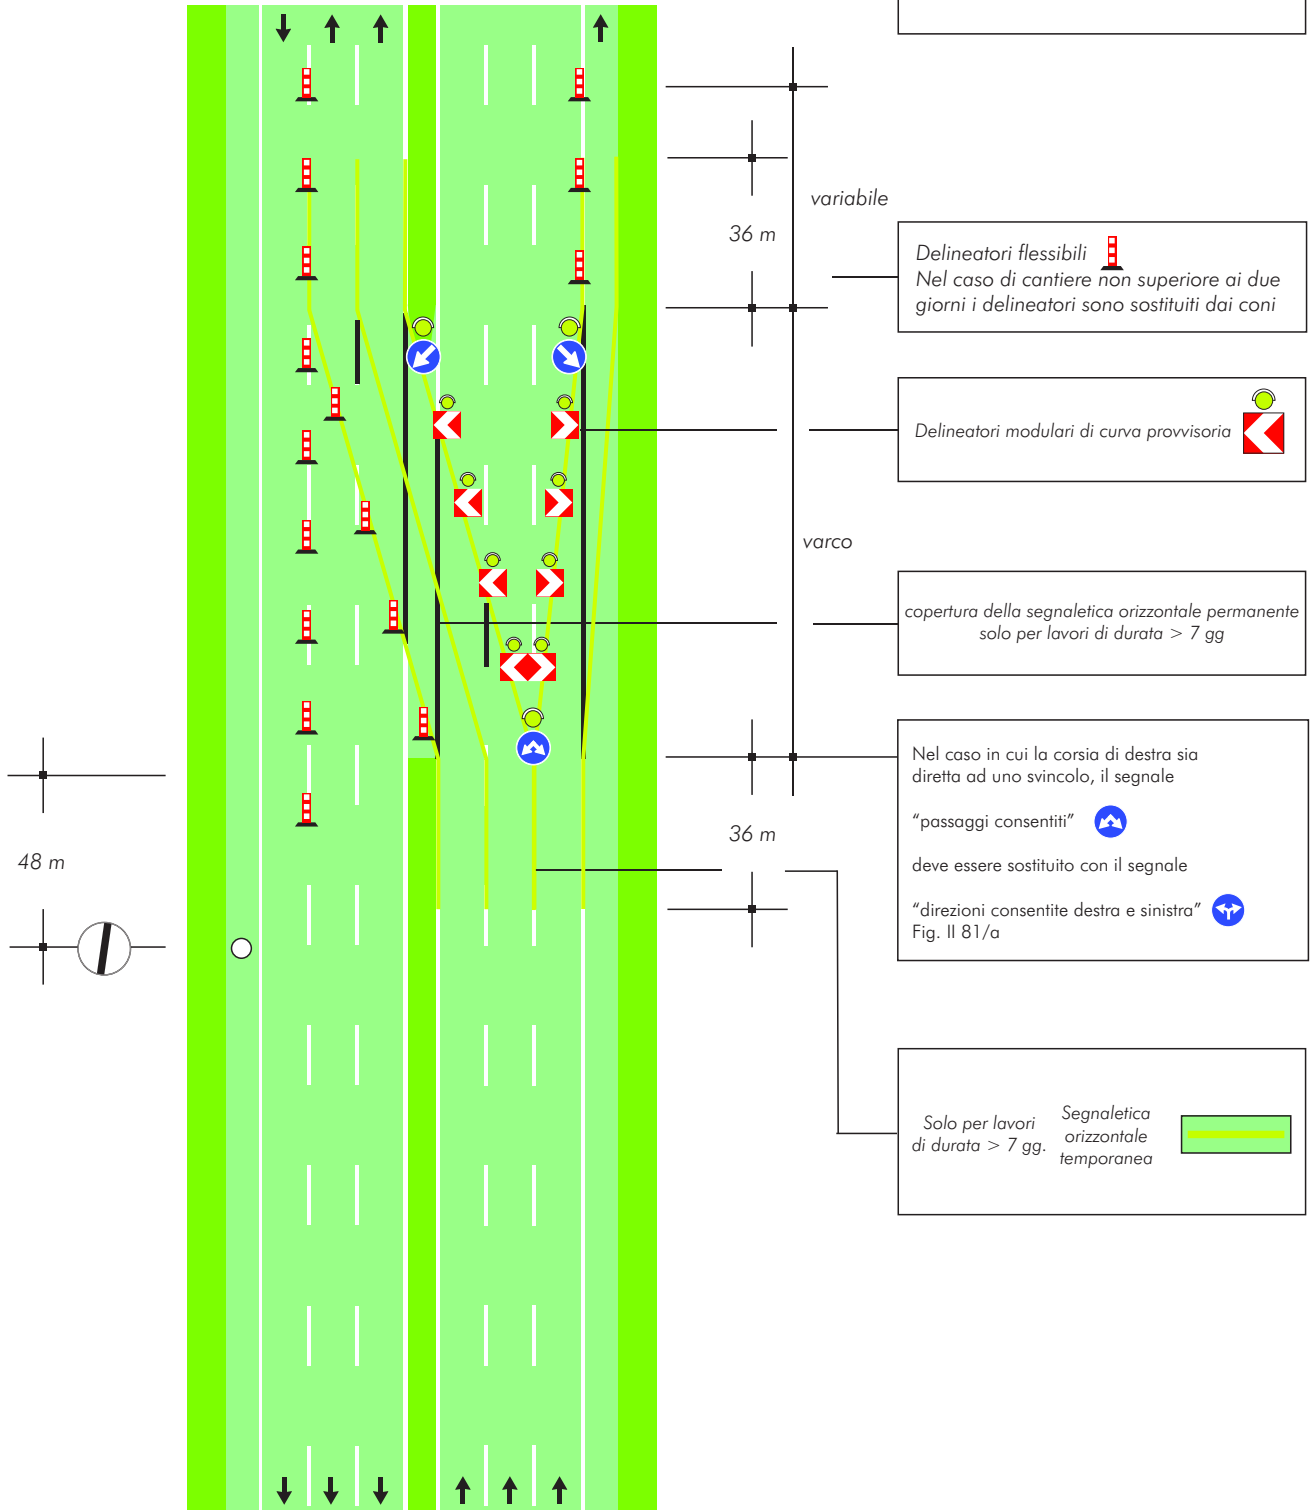 variabile
36 m
Delineatori flessibili
Nel caso di cantiere non superiore ai due
giorni i delineatori sono sostituiti dai coni
Delineatori modulari di curva provvisoria
varco
copertura della segnaletica orizzontale permanente
solo per lavori di durata > 7 gg
Nel caso in cui la corsia di destra sia
diretta ad uno svincolo, il segnale
“passaggi consentiti”
deve essere sostituito con il segnale
“direzioni consentite destra e sinistra”
Fig. II 81/a
36 m
48 m
Solo per lavori
di durata > 7 gg.
Segnaletica
orizzontale
temporanea